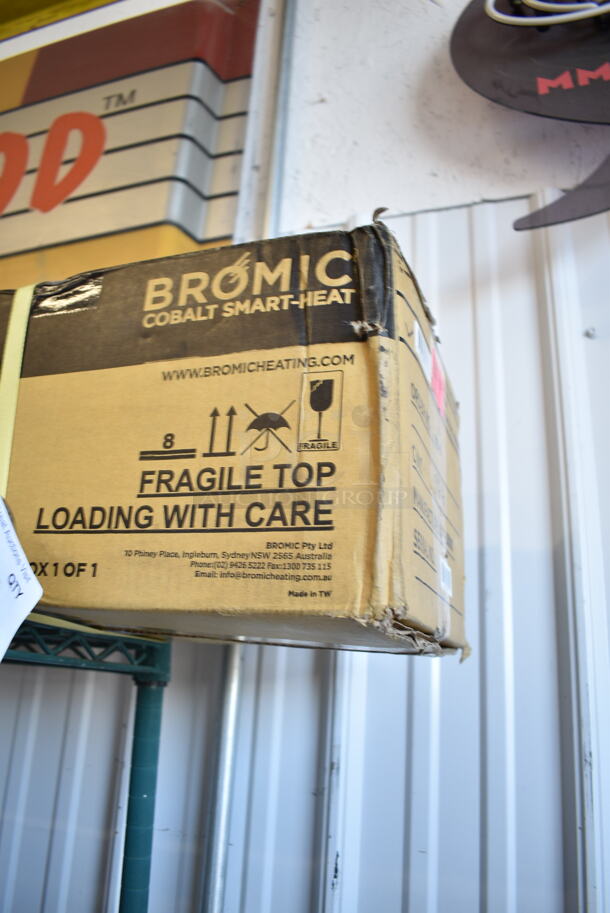 TM
MM
BROMIC
COBALT SMART-HEAT
WWW.BROMICHEATING.COM
8
FRAGILE
FRAGILE TOP
LOADING WITH CARE
BROMIC Pty Ltd
10 Phiney Place, Ingleburn, Sydney NSW 2565 Australia
Phone:(02) 9426 5222 Fax:1300 735 115
Email: info@bromicheating.com.au
OX 1 OF 1
Made in TW
QTY